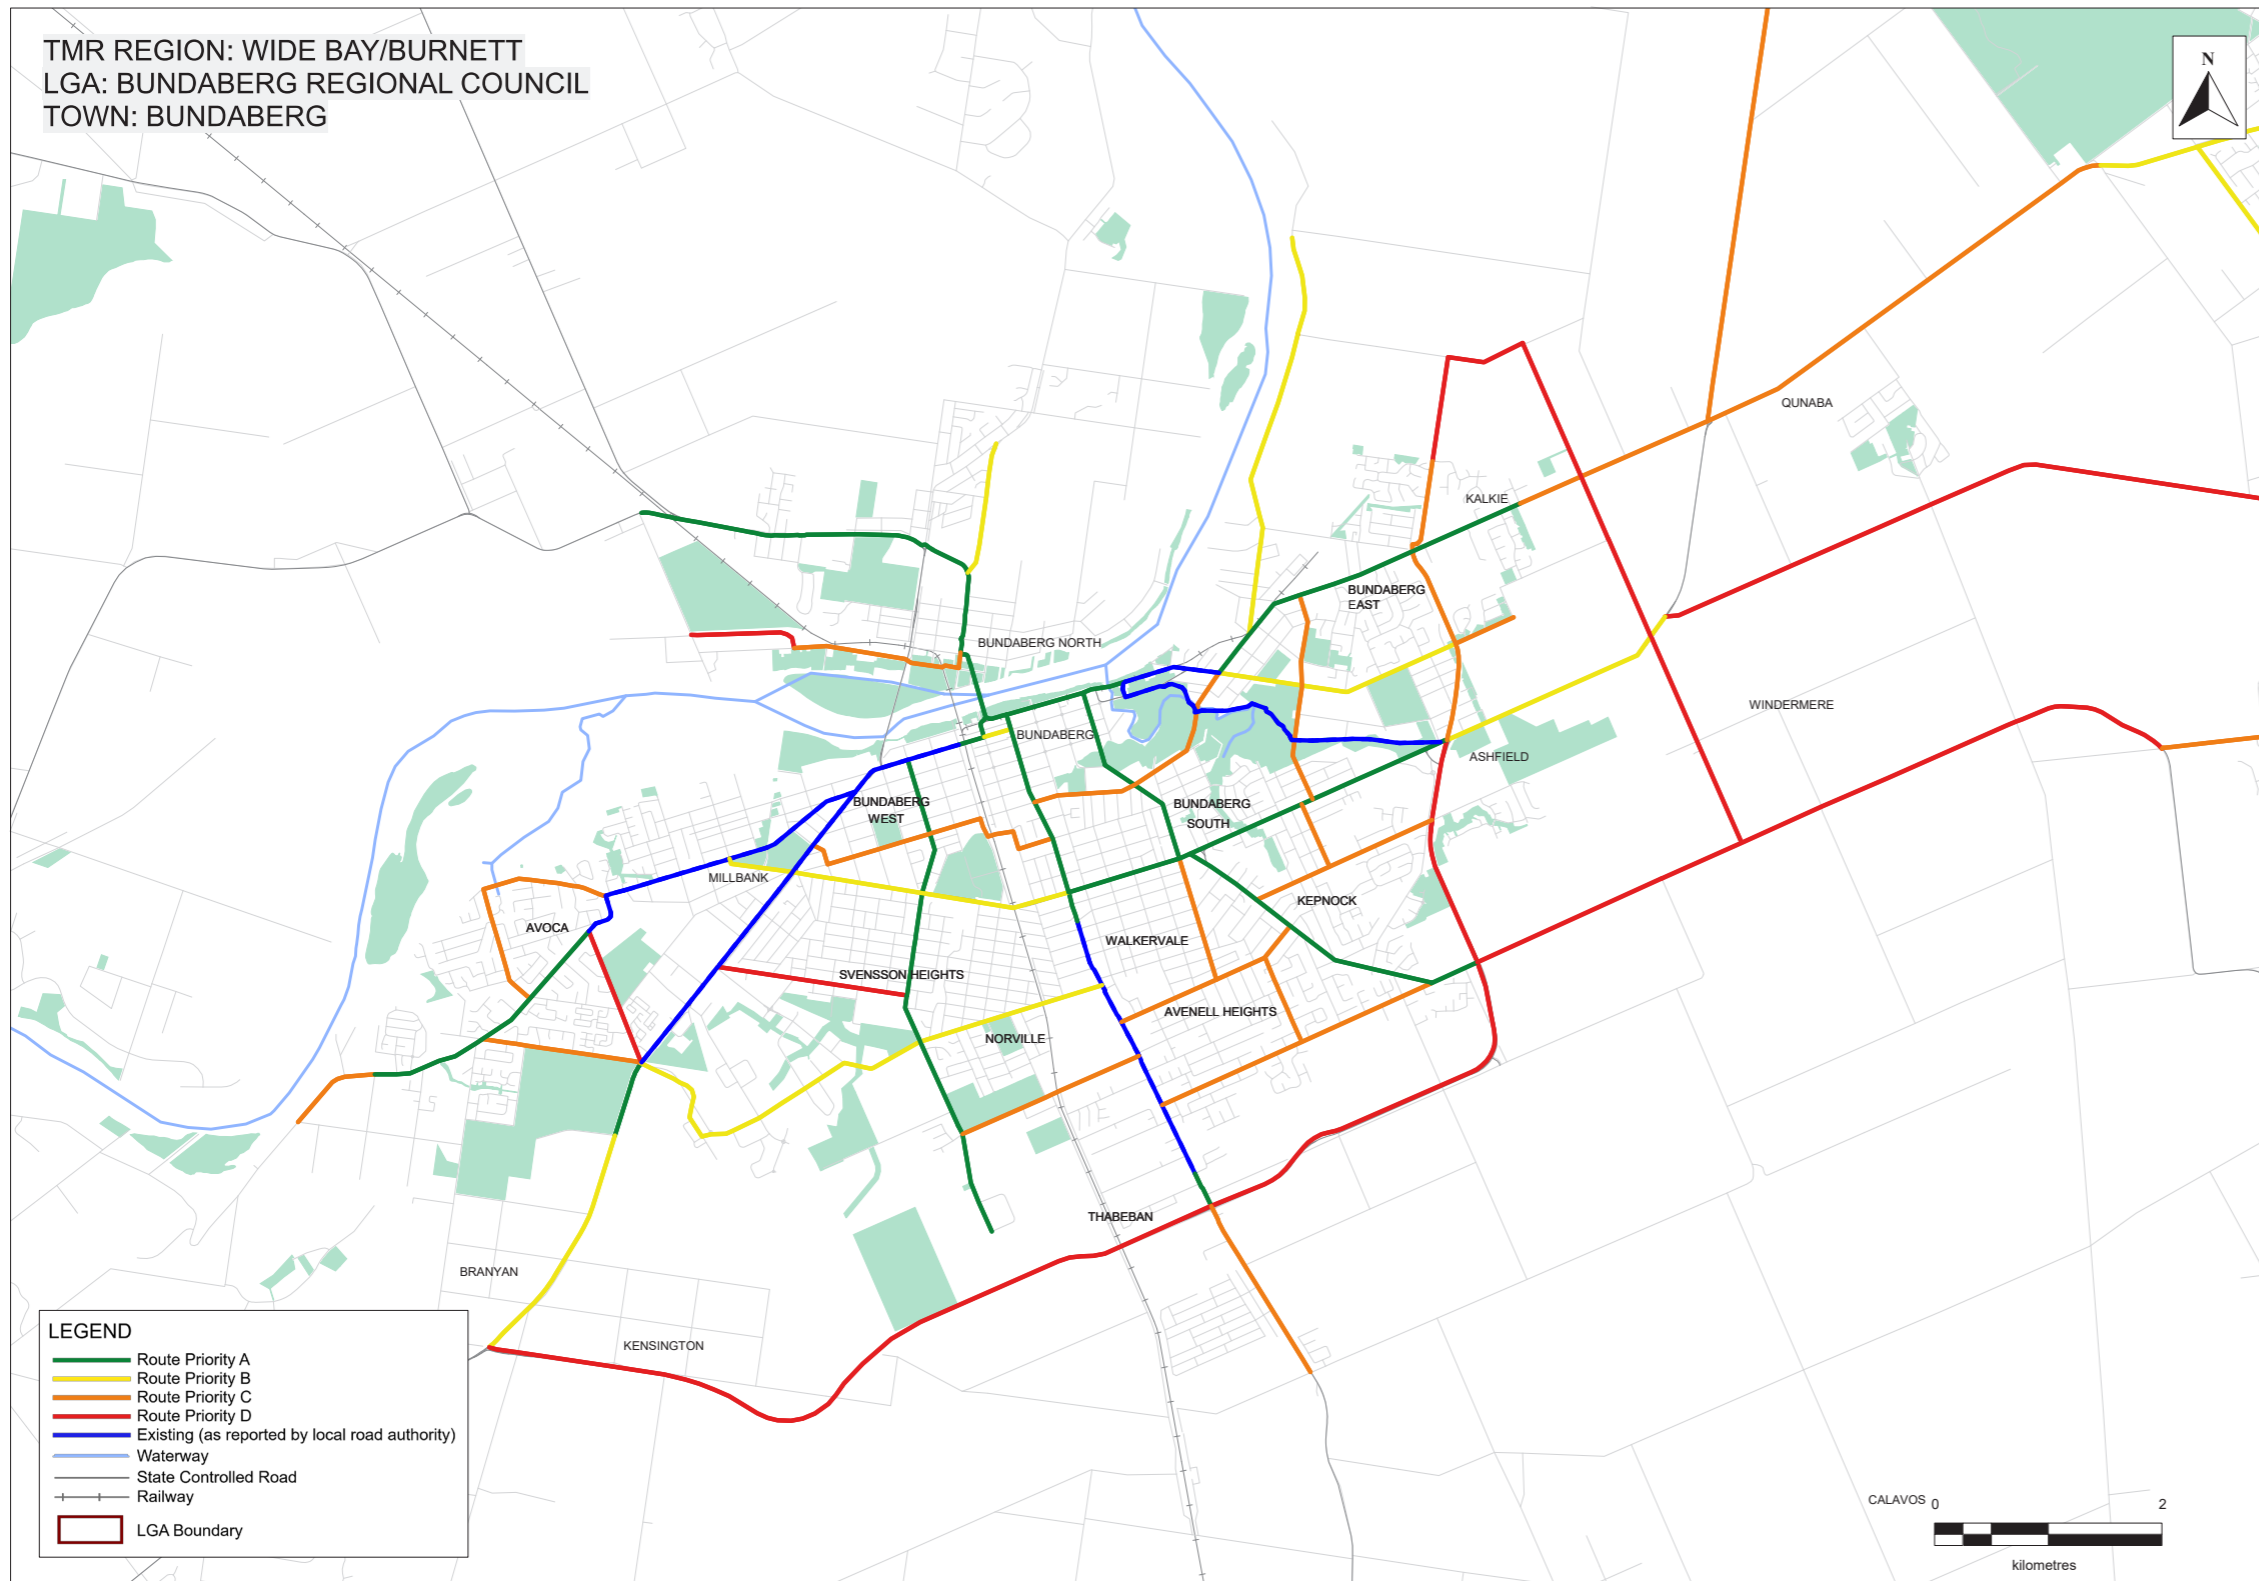 TMR REGION: WIDE BAY/BURNETT
LGA: BUNDABERG REGIONAL COUNCIL
TOWN: BUNDABERG
N
QUNABA
KALKIE
BUNDABERG
EAST
BUNDABERG NORTH
WINDERMERE
BUNDABERG
ASHFIELD
BUNDABERG
WEST
BUNDABERG
SOUTH
MILLBANK
KEPNOCK
AVOCA
WALKERVALE
SVENSSON HEIGHTS
AVENELL HEIGHTS
NORVILLE
THABEBAN
BRANYAN
KENSINGTON
LEGEND
Route Priority A
Route Priority B
Route Priority C
Route Priority D
Existing (as reported by local road authority)
Waterway
State Controlled Road
Railway
LGA Boundary
CALAVOS
0 2
kilometres